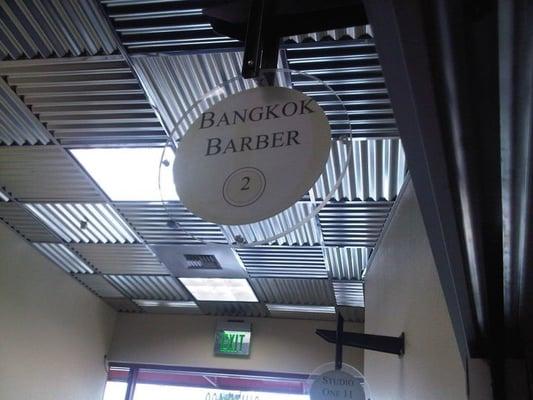 BANGKOK
BARBER
2
EXIT
STUDIO
ONE 11